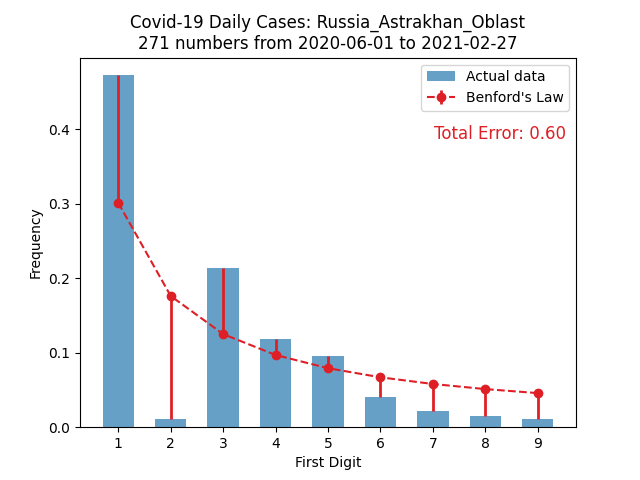 Covid-19 Daily Cases: Russia_Astrakhan_Oblast
271 numbers from 2020-06-01 to 2021-02-27
Actual data
Benford's Law
Total Error: 0.60
Frequency
0.4
0.3
0.2
0.1
0.0
1 2 3 4 5 6 7 8 9
First Digit